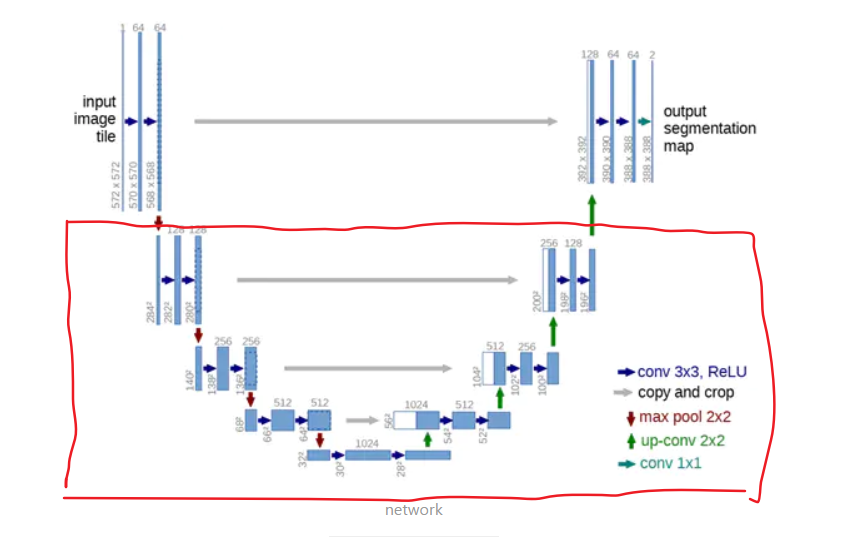 1 64 64
128 64 64 2
input
image
tile
output
segmentation
map
572 x 572
570 x 570
568 x 568
392 x 392
390 x 390
388 x 388
388 x 388
128 128
256 128
284²
282²
280²
200²
198²
196²
256 256
512 256
140²
138²
136²
104²
102²
100²
512 512
1024 512
68²
66²
64²
56²
54²
52²
1024
32²
30²
28²
conv 3x3, ReLU
copy and crop
max pool 2x2
up-conv 2x2
conv 1x1
network